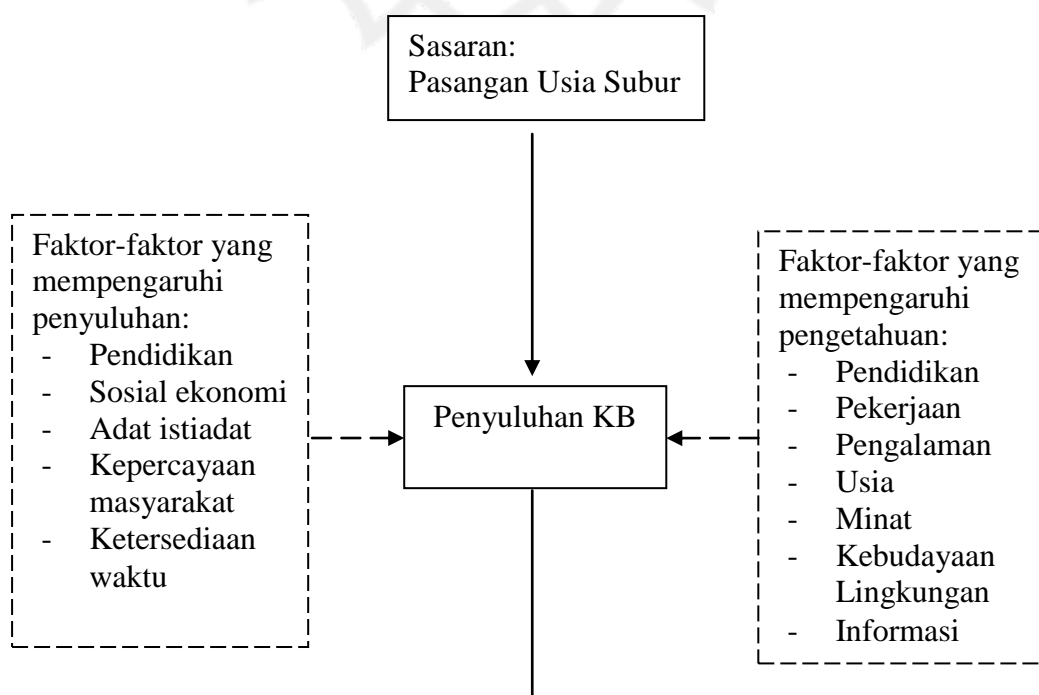 Sasaran:
Pasangan Usia Subur
Faktor-faktor yang
mempengaruhi
penyuluhan:
- Pendidikan
- Sosial ekonomi
- Adat istiadat
- Kepercayaan
masyarakat
- Ketersediaan
waktu
Penyuluhan KB
Faktor-faktor yang
mempengaruhi
pengetahuan:
- Pendidikan
- Pekerjaan
- Pengalaman
- Usia
- Minat
- Kebudayaan
Lingkungan
- Informasi